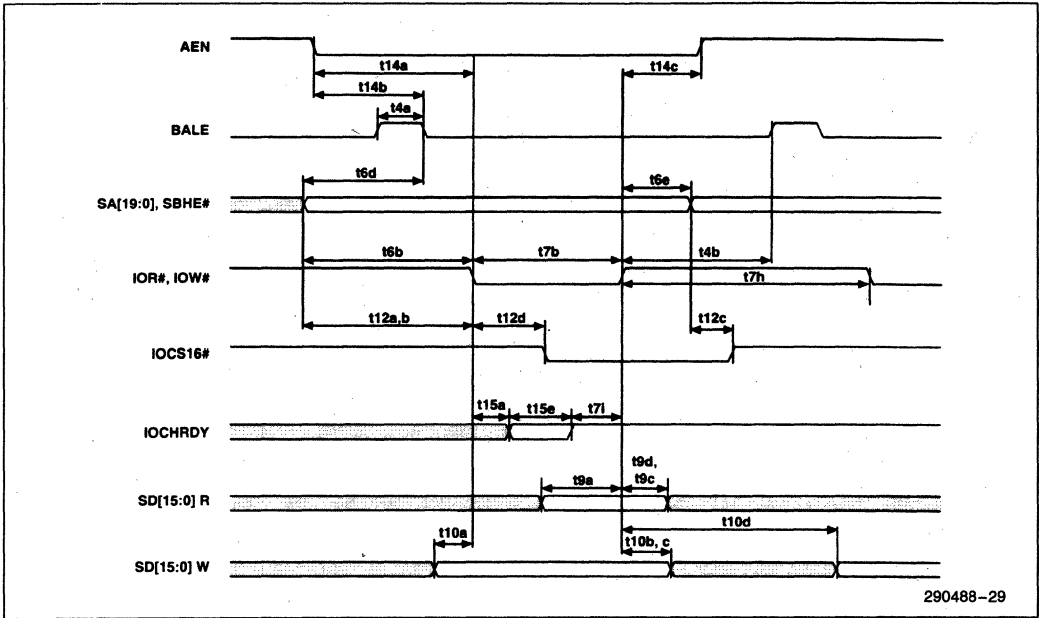 AEN
t14a
t14c
t14b
t4a
BALE
t6d
t6e
SA[19:0], SBHE#
t6b
t7b
t4b
IOR#, IOW#
t7h
t12a,b
t12d
t12c
IOCS16#
t15a
t15e
t7i
IOCHRDY
t9d,
t9a
t9c
SD[15:0] R
t10d
t10a
t10b, c
SD[15:0] W
290488-29